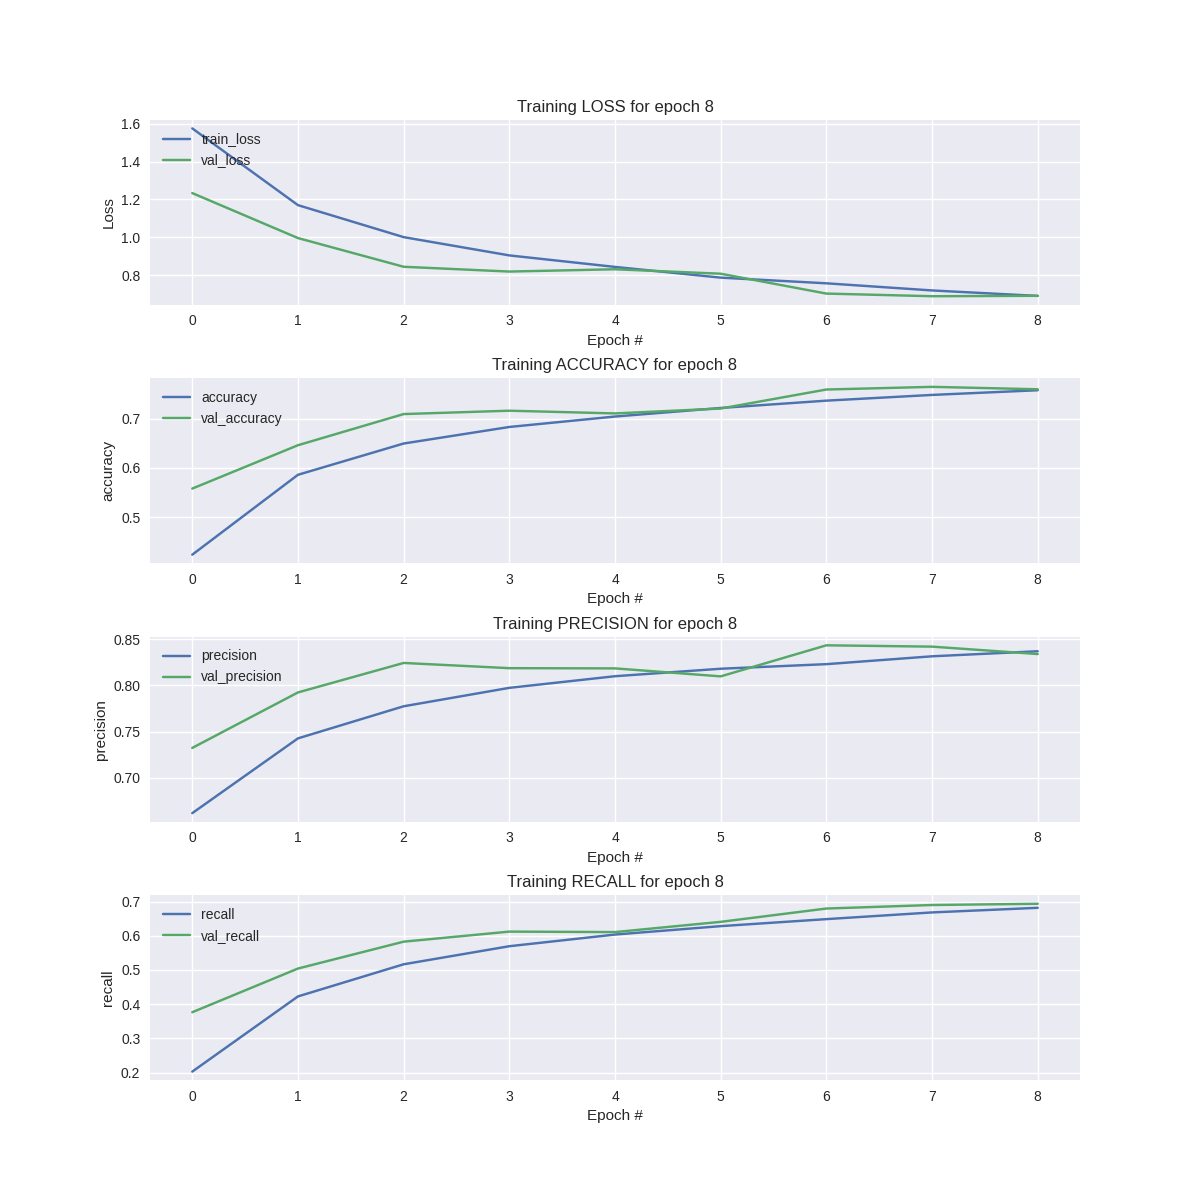 Training LOSS for epoch 8
1.6
1.4
1.2
1.0
0.8
Loss
train_loss
val_loss
0 1 2 3 4 5 6 7 8
Epoch #
Training ACCURACY for epoch 8
0.7
0.6
0.5
accuracy
accuracy
val_accuracy
0 1 2 3 4 5 6 7 8
Epoch #
Training PRECISION for epoch 8
0.85
0.80
0.75
0.70
precision
precision
val_precision
0 1 2 3 4 5 6 7 8
Epoch #
Training RECALL for epoch 8
0.7
0.6
0.5
0.4
0.3
0.2
recall
recall
val_recall
0 1 2 3 4 5 6 7 8
Epoch #